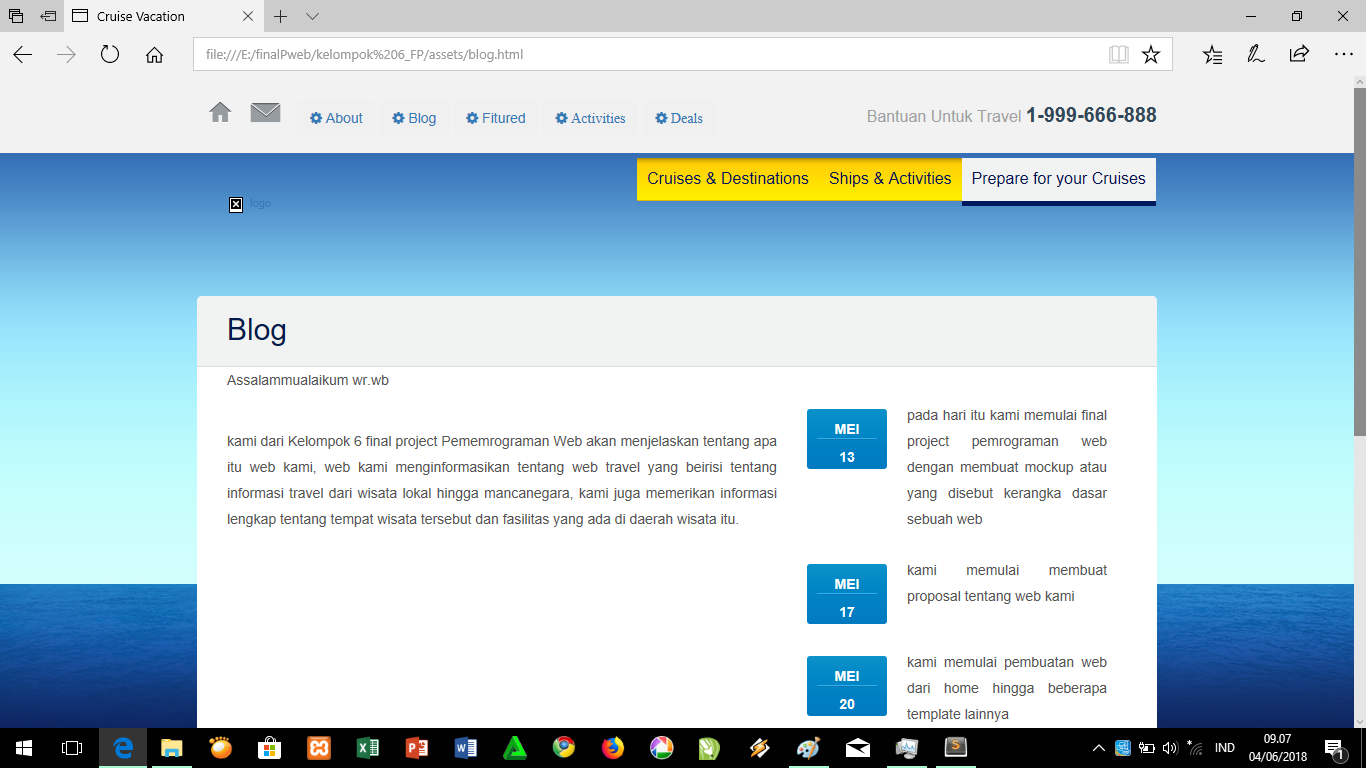 Cruise Vacation
file:///E:/finalPweb/kelompok%206_FP/assets/blog.html
About Blog Fitured Activities Deals
Bantuan Untuk Travel 1-999-666-888
Cruises & Destinations Ships & Activities Prepare for your Cruises
logo
Blog
Assalammualaikum wr.wb
kami dari Kelompok 6 final project Pememrograman Web akan menjelaskan tentang apa
itu web kami, web kami menginformasikan tentang web travel yang beirisi tentang
informasi travel dari wisata lokal hingga mancanegara, kami juga memerikan informasi
lengkap tentang tempat wisata tersebut dan fasilitas yang ada di daerah wisata itu.
MEI
13
pada hari itu kami memulai final
project pemrograman web
dengan membuat mockup atau
yang disebut kerangka dasar
sebuah web
MEI
17
kami memulai membuat
proposal tentang web kami
MEI
20
kami memulai pembuatan web
dari home hingga beberapa
template lainnya
IND
09.07
04/06/2018
1